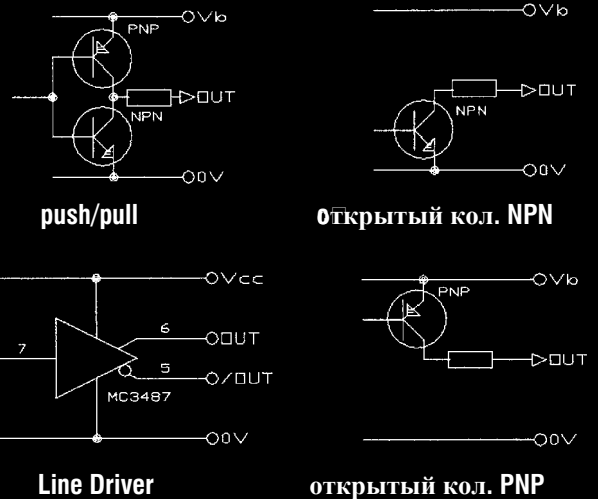 Vb
PNP
OUT
NPN
0V
push/pull
Vb
OUT
NPN
0V
открытый кол. NPN
Vcc
6
OUT
7
5
/OUT
MC3487
0V
Line Driver
Vb
PNP
OUT
0V
открытый кол. PNP